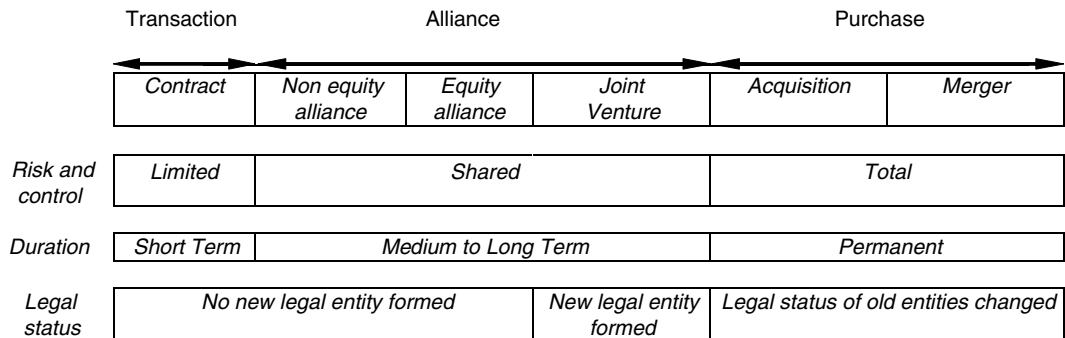 Transaction Alliance Purchase
Contract Non equity Equity Joint Acquisition Merger
alliance alliance Venture
Risk and Limited Shared Total
control
Duration Short Term Medium to Long Term Permanent
Legal No new legal entity formed New legal entity Legal status of old entities changed
status formed